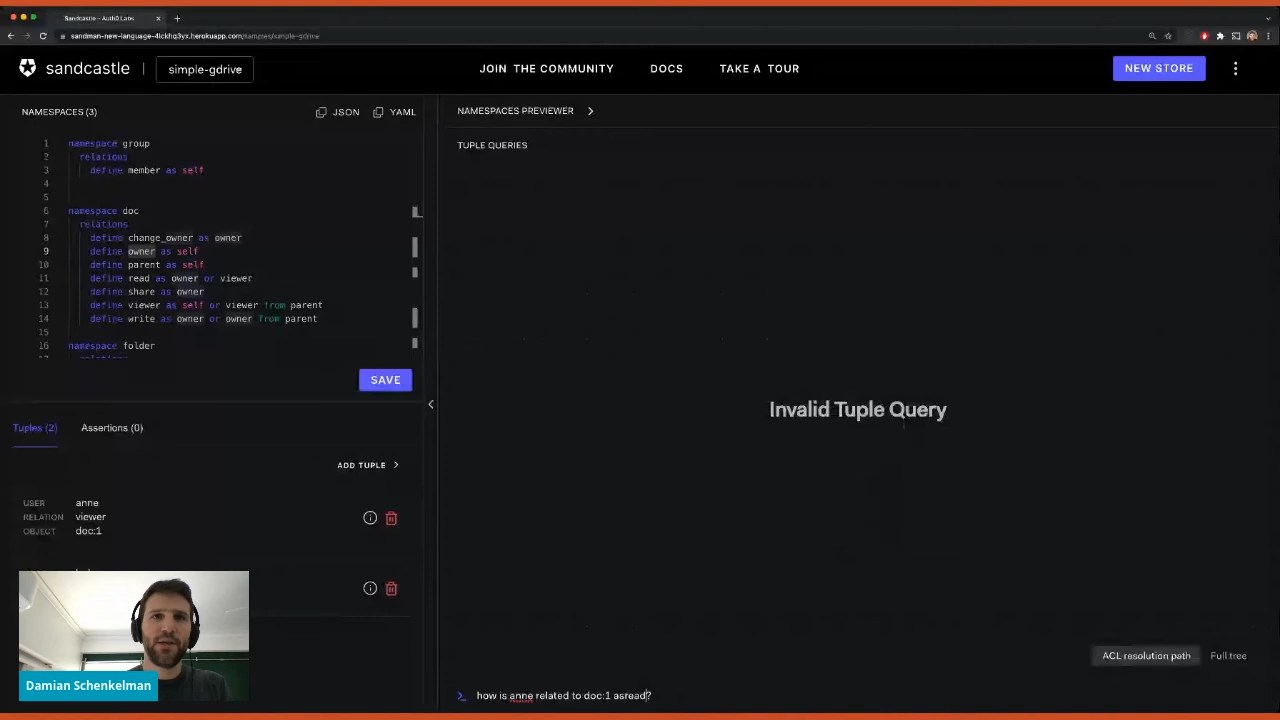 Sandcastle - Auth0 Labs
sandman-new-language-4lckhq3yx.herokuapp.com/samples/simple-gdrive
sandcastle
simple-gdrive
JOIN THE COMMUNITY
DOCS
TAKE A TOUR
NEW STORE
NAMESPACES (3)
JSON
YAML
1 namespace group
2 relations
3 define member as self
4
5
6 namespace doc
7 relations
8 define change_owner as owner
9 define owner as self
10 define parent as self
11 define read as owner or viewer
12 define share as owner
13 define viewer as self or viewer from parent
14 define write as owner or owner from parent
15
16 namespace folder
17 relations
SAVE
Tuples (2)
Assertions (0)
ADD TUPLE
USER anne
RELATION viewer
OBJECT doc:1
Damian Schenkelman
NAMESPACES PREVIEWER
TUPLE QUERIES
Invalid Tuple Query
ACL resolution path
Full tree
how is anne related to doc:1 asread?